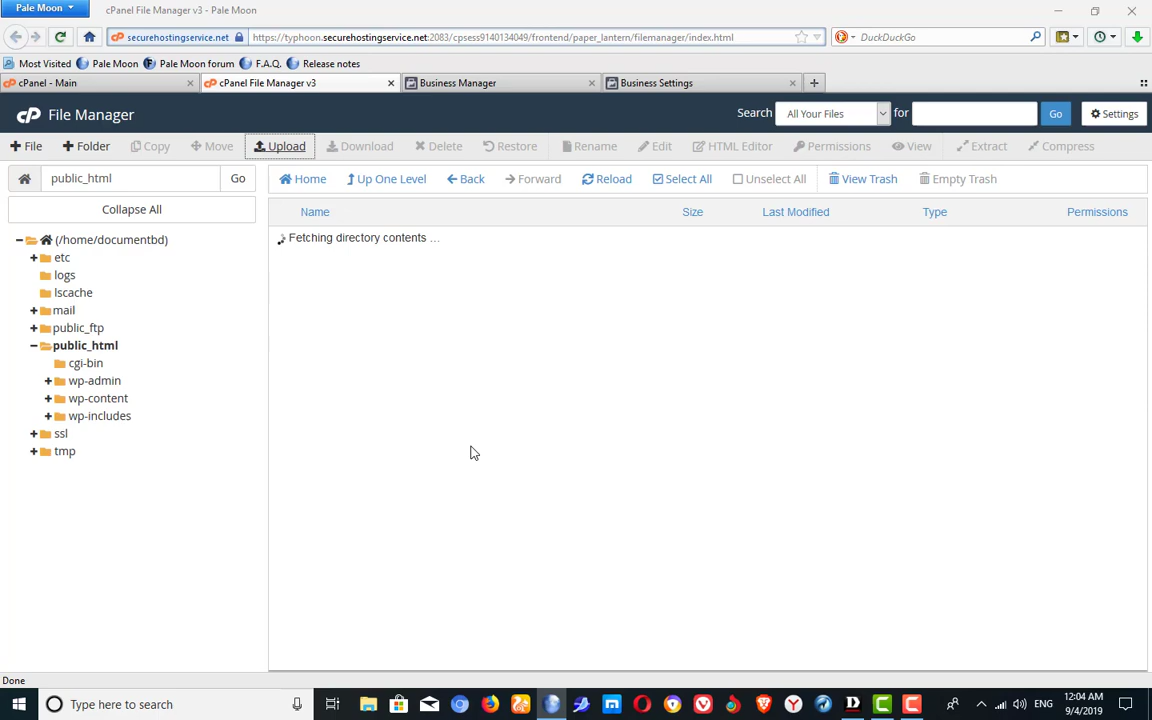 Pale Moon
cPanel File Manager v3 - Pale Moon
securehostingservice.net
https://typhoon.securehostingservice.net:2083/cpsess9140134049/frontend/paper_lantern/filemanager/index.html
DuckDuckGo
Most Visited Pale Moon Pale Moon forum F.A.Q. Release notes
cPanel - Main
cPanel File Manager v3
Business Manager
Business Settings
cP File Manager
Search All Your Files for Go Settings
File Folder Copy Move Upload Download Delete Restore Rename Edit HTML Editor Permissions View Extract Compress
public_html Go
Home Up One Level Back Forward Reload Select All Unselect All View Trash Empty Trash
Collapse All
Name Size Last Modified Type Permissions
Fetching directory contents ...
(/home/documentbd)
etc
logs
lscache
mail
public_ftp
public_html
cgi-bin
wp-admin
wp-content
wp-includes
ssl
tmp
Done
Type here to search
ENG
12:04 AM
9/4/2019